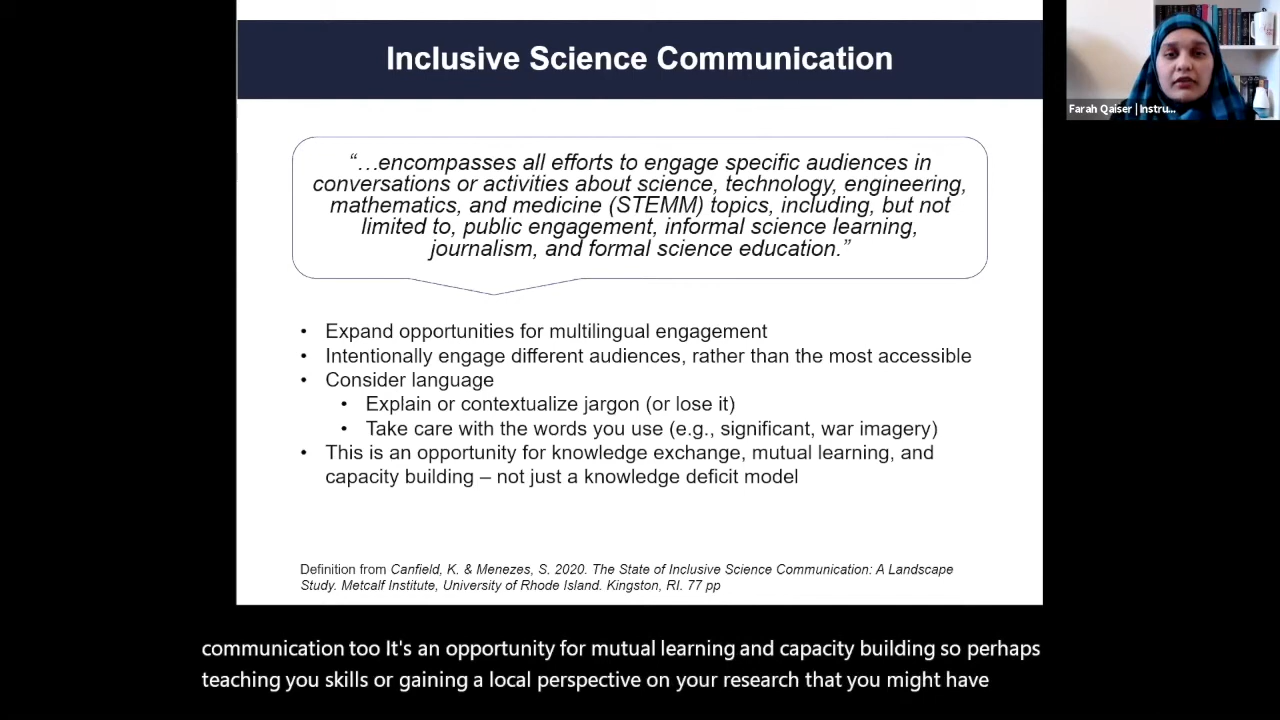 Inclusive Science Communication
Farah Qaiser | Instru...
“…encompasses all efforts to engage specific audiences in
conversations or activities about science, technology, engineering,
mathematics, and medicine (STEMM) topics, including, but not
limited to, public engagement, informal science learning,
journalism, and formal science education.”
• Expand opportunities for multilingual engagement
• Intentionally engage different audiences, rather than the most accessible
• Consider language
• Explain or contextualize jargon (or lose it)
• Take care with the words you use (e.g., significant, war imagery)
• This is an opportunity for knowledge exchange, mutual learning, and
capacity building – not just a knowledge deficit model
Definition from Canfield, K. & Menezes, S. 2020. The State of Inclusive Science Communication: A Landscape
Study. Metcalf Institute, University of Rhode Island. Kingston, RI. 77 pp
communication too It's an opportunity for mutual learning and capacity building so perhaps
teaching you skills or gaining a local perspective on your research that you might have